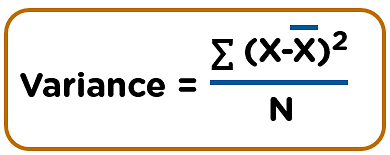 Variance = ∑ (X-X̅)² / N